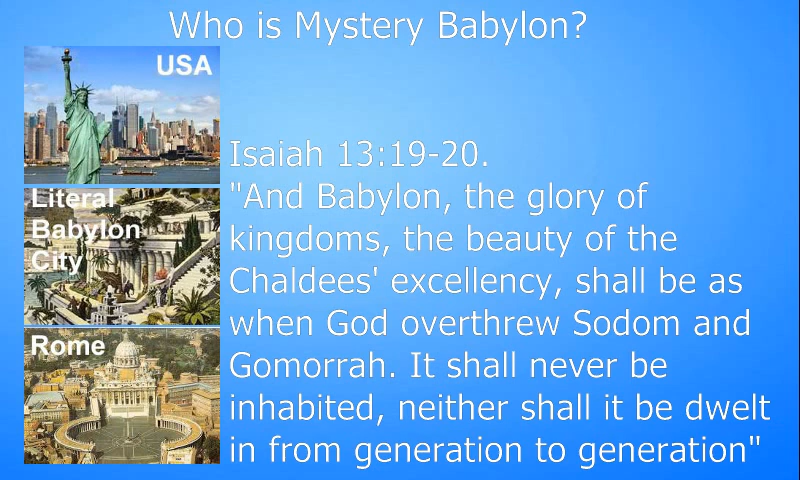 Who is Mystery Babylon?
USA
Literal
Babylon
City
Rome
Isaiah 13:19-20.
"And Babylon, the glory of
kingdoms, the beauty of the
Chaldees' excellency, shall be as
when God overthrew Sodom and
Gomorrah. It shall never be
inhabited, neither shall it be dwelt
in from generation to generation"